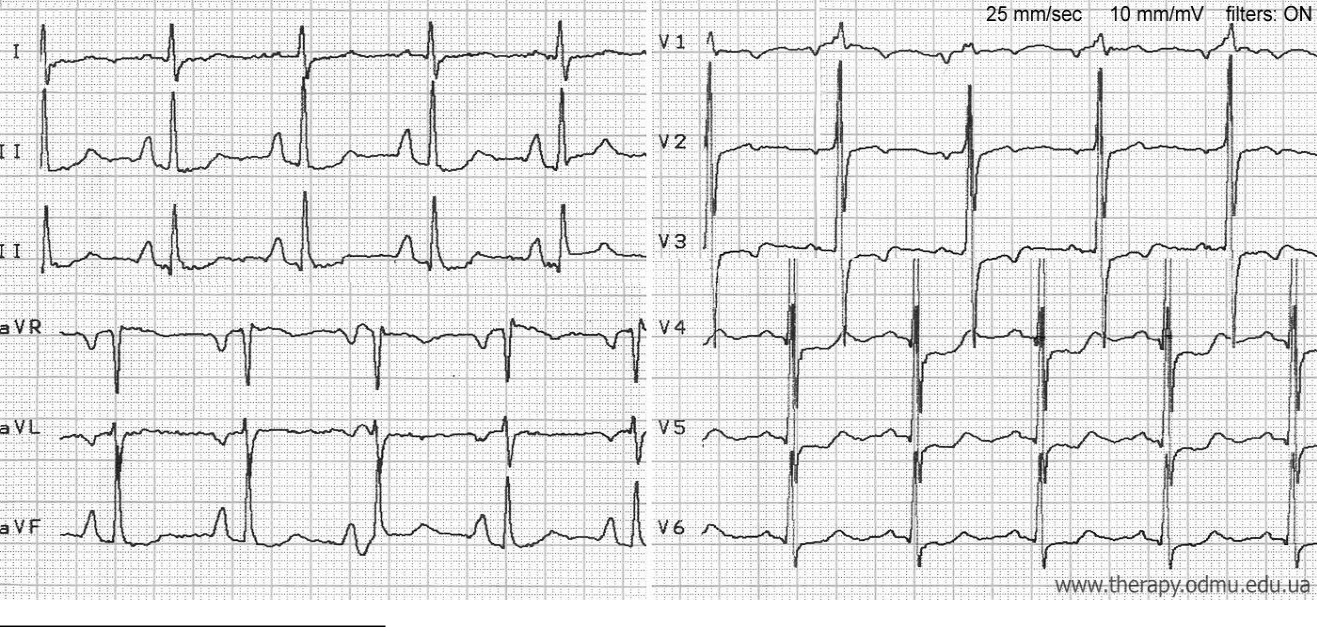 25 mm/sec 10 mm/mV filters: ON
I
II
II
aVR
aVL
aVF
V1
V2
V3
V4
V5
V6
www.therapy.odmu.edu.ua